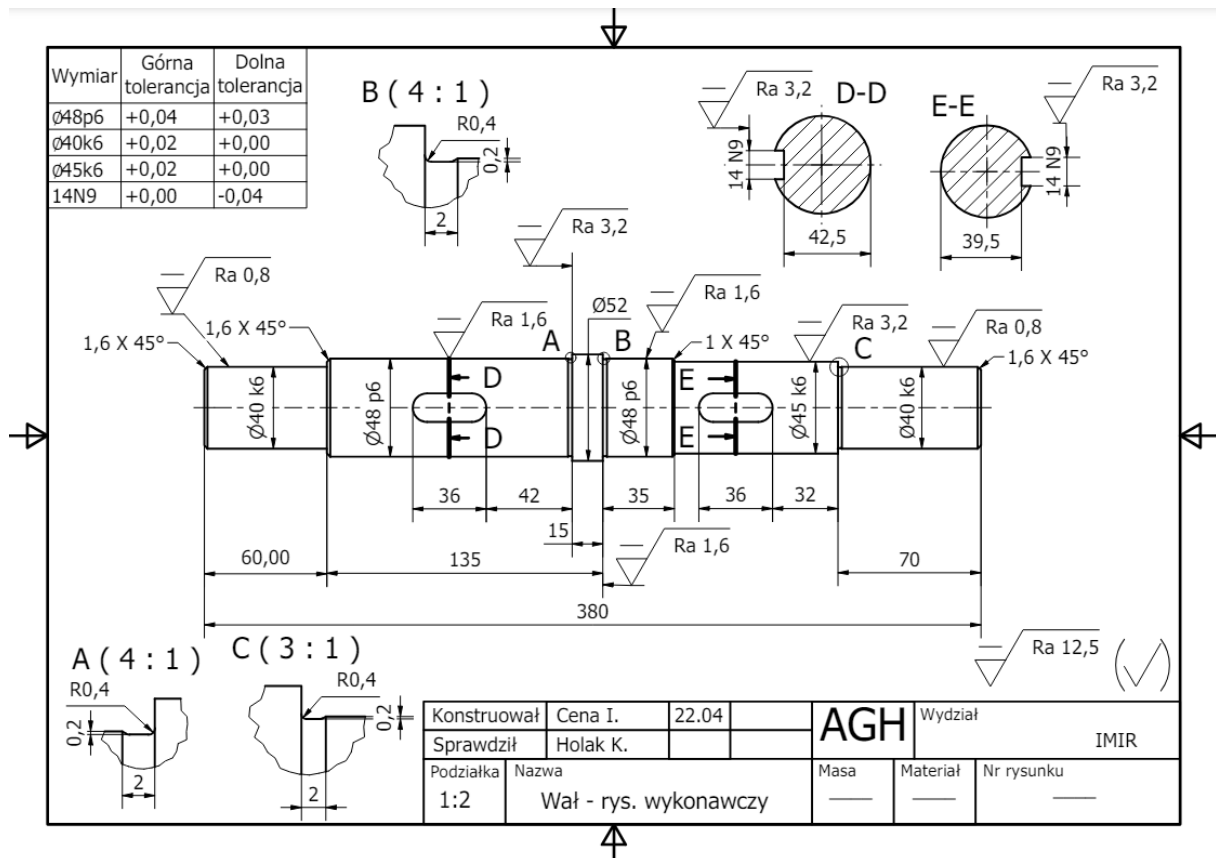 Wymiar Górna tolerancja Dolna tolerancja
Ø48p6 +0,04 +0,03
Ø40k6 +0,02 +0,00
Ø45k6 +0,02 +0,00
14N9 +0,00 -0,04
B ( 4 : 1 )
R0,4
0,2
2
Ra 3,2
D-D
14 N9
42,5
E-E
Ra 3,2
14 N9
39,5
Ra 3,2
Ra 0,8
1,6 X 45°
1,6 X 45°
Ra 1,6
A
Ø52
B
Ra 1,6
1 X 45°
Ra 3,2
C
Ra 0,8
1,6 X 45°
Ø40 k6
Ø48 p6
D
D
Ø48 p6
E
E
Ø45 k6
Ø40 k6
36
42
35
36
32
15
Ra 1,6
60,00
135
70
380
Ra 12,5
A ( 4 : 1 )
R0,4
0,2
2
C ( 3 : 1 )
R0,4
0,2
2
Konstruował Cena I. 22.04
Sprawdził Holak K.
AGH
Wydział
IMIR
Podziałka
1:2
Nazwa
Wał - rys. wykonawczy
Masa
Materiał
Nr rysunku